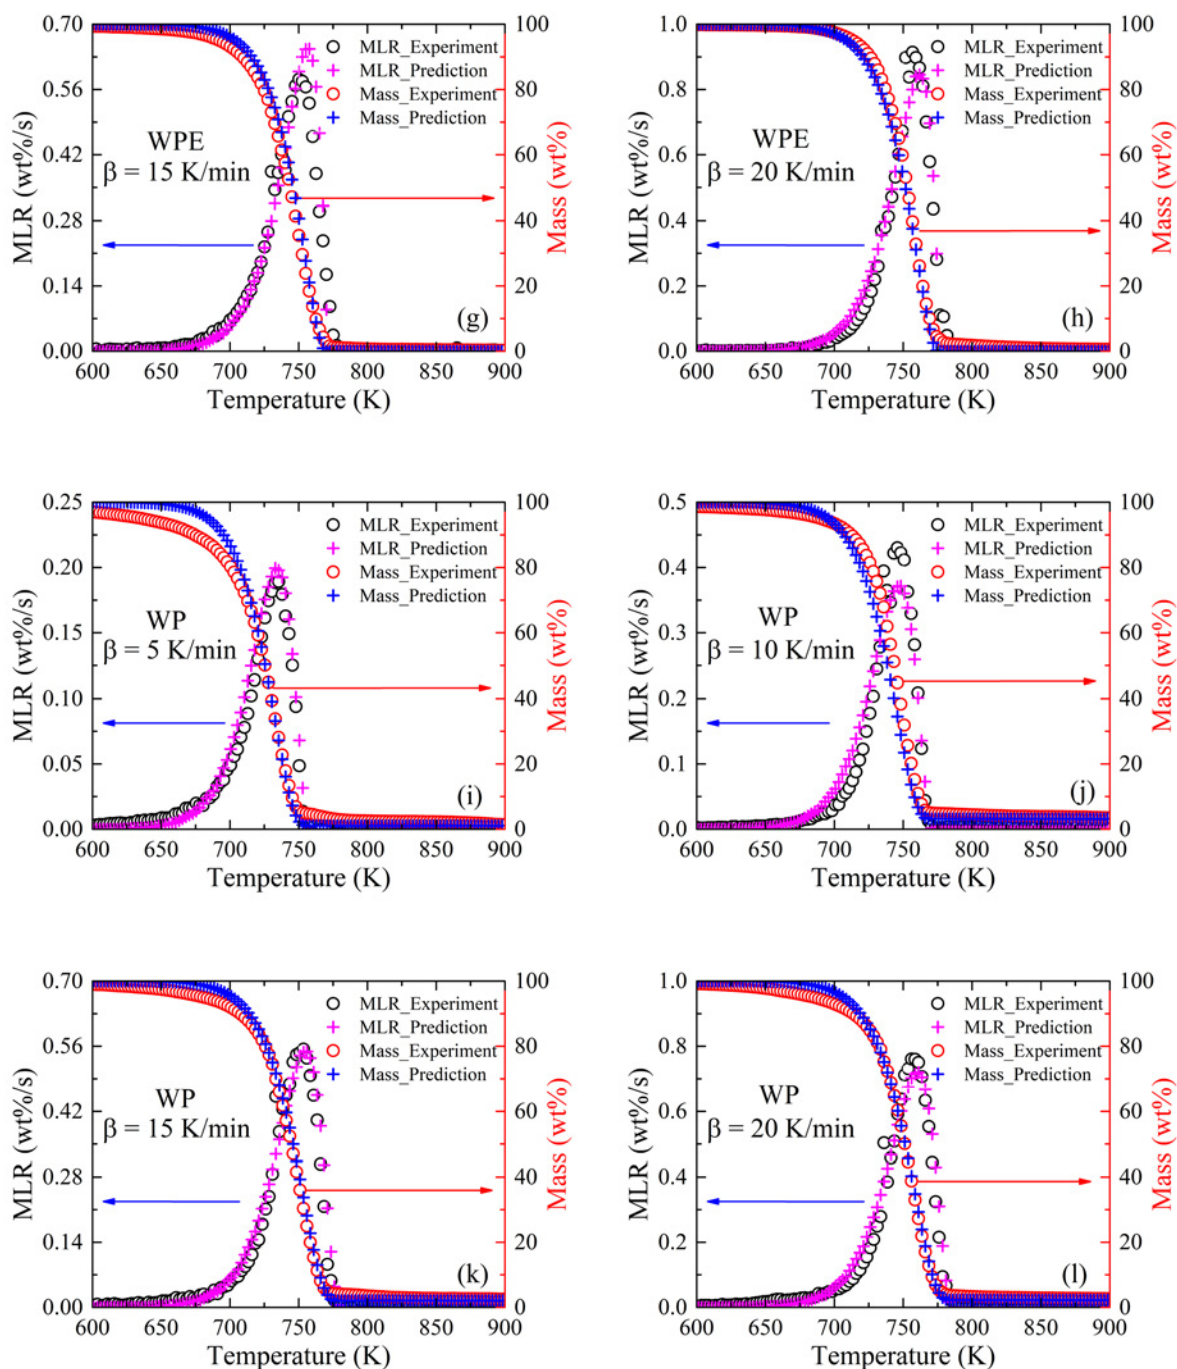 0.70
0.56
0.42
0.28
0.14
0.00
MLR (wt%/s)
WPE
β = 15 K/min
MLR_Experiment
MLR_Prediction
Mass_Experiment
Mass_Prediction
(g)
100
80
60
40
20
0
Mass (wt%)
600 650 700 750 800 850 900
Temperature (K)
1.0
0.8
0.6
0.4
0.2
0.0
MLR (wt%/s)
WPE
β = 20 K/min
MLR_Experiment
MLR_Prediction
Mass_Experiment
Mass_Prediction
(h)
100
80
60
40
20
0
Mass (wt%)
600 650 700 750 800 850 900
Temperature (K)
0.25
0.20
0.15
0.10
0.05
0.00
MLR (wt%/s)
WP
β = 5 K/min
MLR_Experiment
MLR_Prediction
Mass_Experiment
Mass_Prediction
(i)
100
80
60
40
20
0
Mass (wt%)
600 650 700 750 800 850 900
Temperature (K)
0.5
0.4
0.3
0.2
0.1
0.0
MLR (wt%/s)
WP
β = 10 K/min
MLR_Experiment
MLR_Prediction
Mass_Experiment
Mass_Prediction
(j)
100
80
60
40
20
0
Mass (wt%)
600 650 700 750 800 850 900
Temperature (K)
0.70
0.56
0.42
0.28
0.14
0.00
MLR (wt%/s)
WP
β = 15 K/min
MLR_Experiment
MLR_Prediction
Mass_Experiment
Mass_Prediction
(k)
100
80
60
40
20
0
Mass (wt%)
600 650 700 750 800 850 900
Temperature (K)
1.0
0.8
0.6
0.4
0.2
0.0
MLR (wt%/s)
WP
β = 20 K/min
MLR_Experiment
MLR_Prediction
Mass_Experiment
Mass_Prediction
(l)
100
80
60
40
20
0
Mass (wt%)
600 650 700 750 800 850 900
Temperature (K)